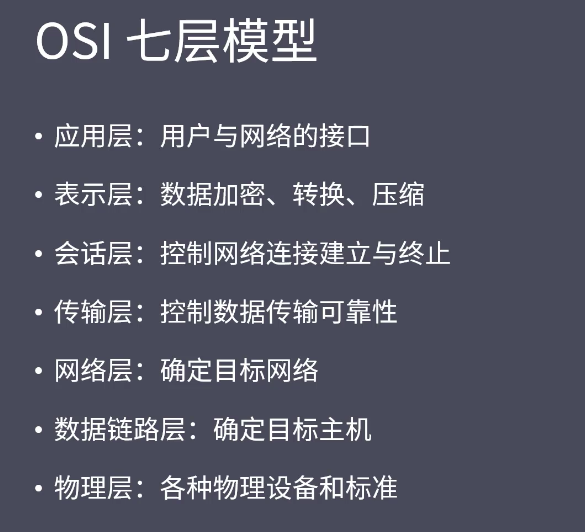 OSI 七层模型
• 应用层：用户与网络的接口
• 表示层：数据加密、转换、压缩
• 会话层：控制网络连接建立与终止
• 传输层：控制数据传输可靠性
• 网络层：确定目标网络
• 数据链路层：确定目标主机
• 物理层：各种物理设备和标准